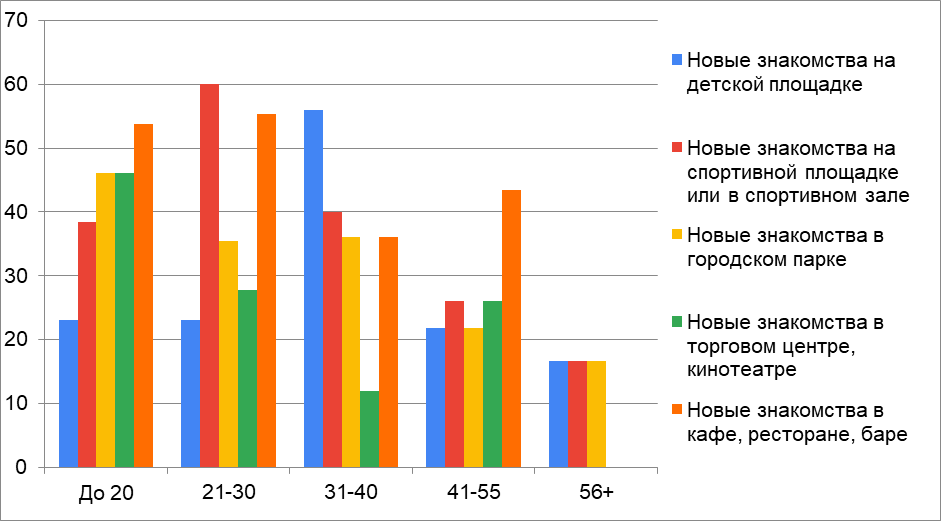 70
60
50
40
30
20
10
0
До 20
21-30
31-40
41-55
56+
Новые знакомства на
детской площадке
Новые знакомства на
спортивной площадке
или в спортивном зале
Новые знакомства в
городском парке
Новые знакомства в
торговом центре,
кинотеатре
Новые знакомства в
кафе, ресторане, баре